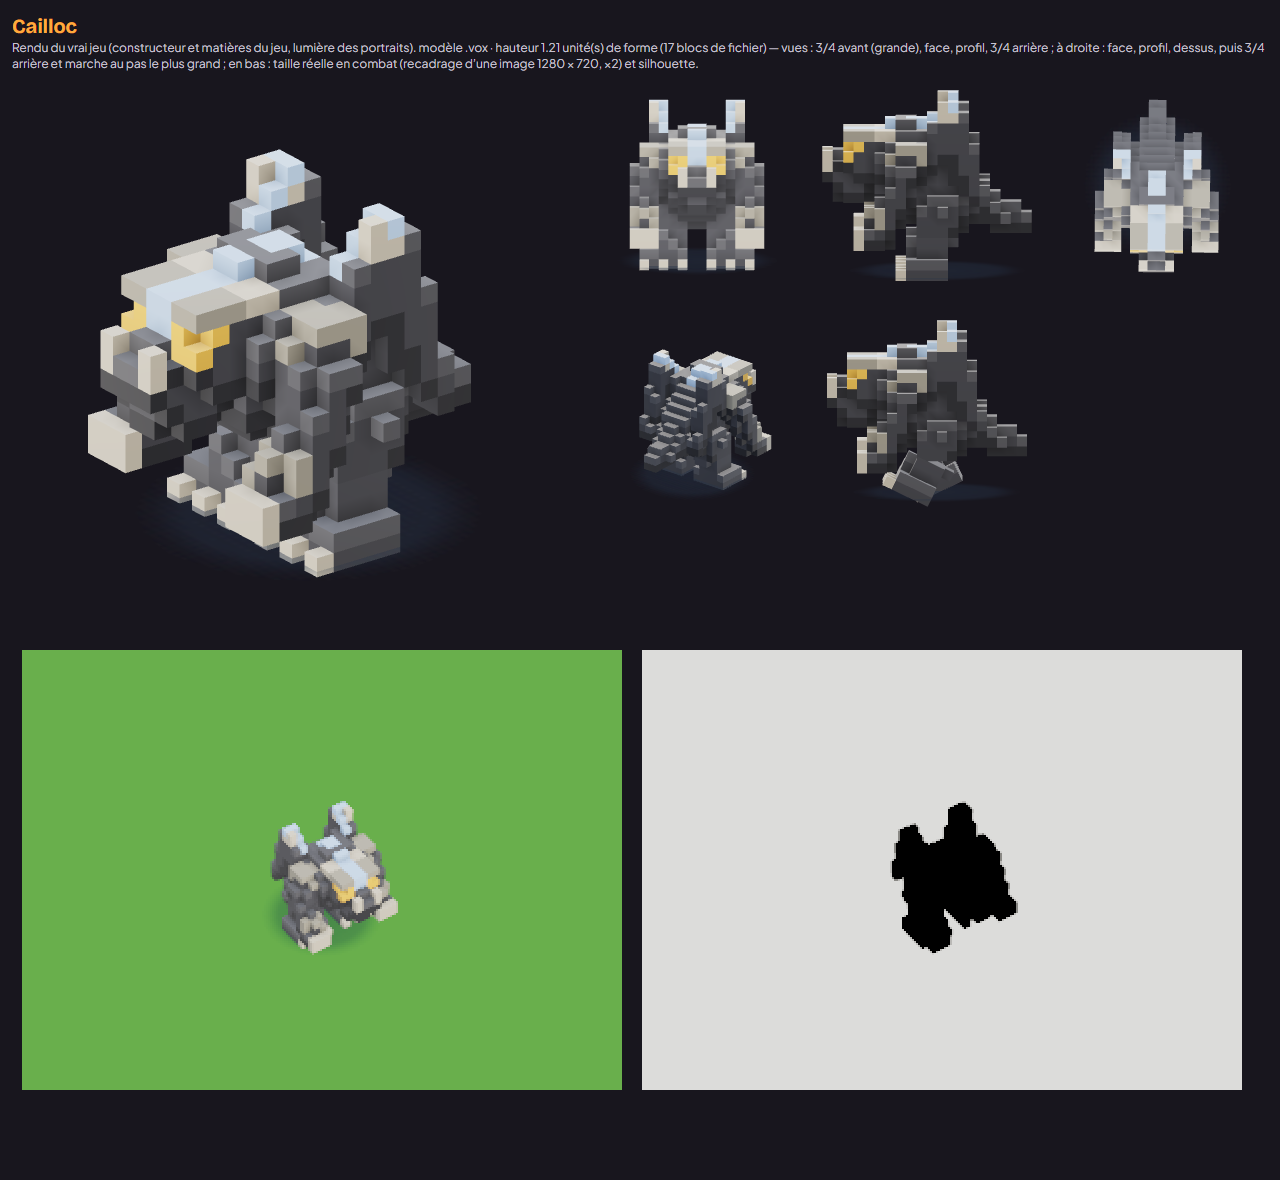 Cailloc
Rendu du vrai jeu (constructeur et matières du jeu, lumière des portraits). modèle .vox · hauteur 1.21 unité(s) de forme (17 blocs de fichier) — vues : 3/4 avant (grande), face, profil, 3/4 arrière ; à droite : face, profil, dessus, puis 3/4
arrière et marche au pas le plus grand ; en bas : taille réelle en combat (recadrage d'une image 1280 × 720, ×2) et silhouette.